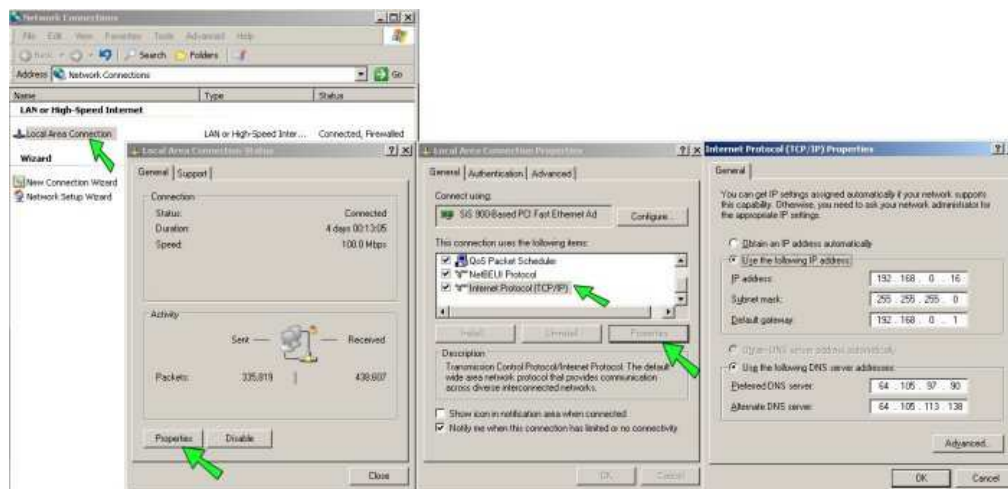 Network Connections
File Edit View Favorites Tools Advanced Help
Back Search Folders
Address Network Connections Go
Name Type Status
LAN or High-Speed Internet
Local Area Connection LAN or High-Speed Inter... Connected, Firewalled
Wizard
New Connection Wizard
Network Setup Wizard
Local Area Connection Status
General Support
Connection
Status: Connected
Duration: 4 days 00:13:05
Speed: 100.0 Mbps
Activity
Sent — — Received
Packets: 335,819 | 438,607
Properties Disable
Close
Local Area Connection Properties
General Authentication Advanced
Connect using:
SiS 900-Based PCI Fast Ethernet Ad Configure...
This connection uses the following items:
QoS Packet Scheduler
NetBEUI Protocol
Internet Protocol (TCP/IP)
Install... Uninstall Properties
Description
Transmission Control Protocol/Internet Protocol. The default
wide area network protocol that provides communication
across diverse interconnected networks.
Show icon in notification area when connected
Notify me when this connection has limited or no connectivity
OK Cancel
Internet Protocol (TCP/IP) Properties
General
You can get IP settings assigned automatically if your network supports
this capability. Otherwise, you need to ask your network administrator for
the appropriate IP settings.
Obtain an IP address automatically
Use the following IP address:
IP address: 192 . 168 . 0 . 16
Subnet mask: 255 . 255 . 255 . 0
Default gateway: 192 . 168 . 0 . 1
Obtain DNS server address automatically
Use the following DNS server addresses:
Preferred DNS server: 64 . 105 . 97 . 90
Alternate DNS server: 64 . 105 . 113 . 138
Advanced...
OK Cancel